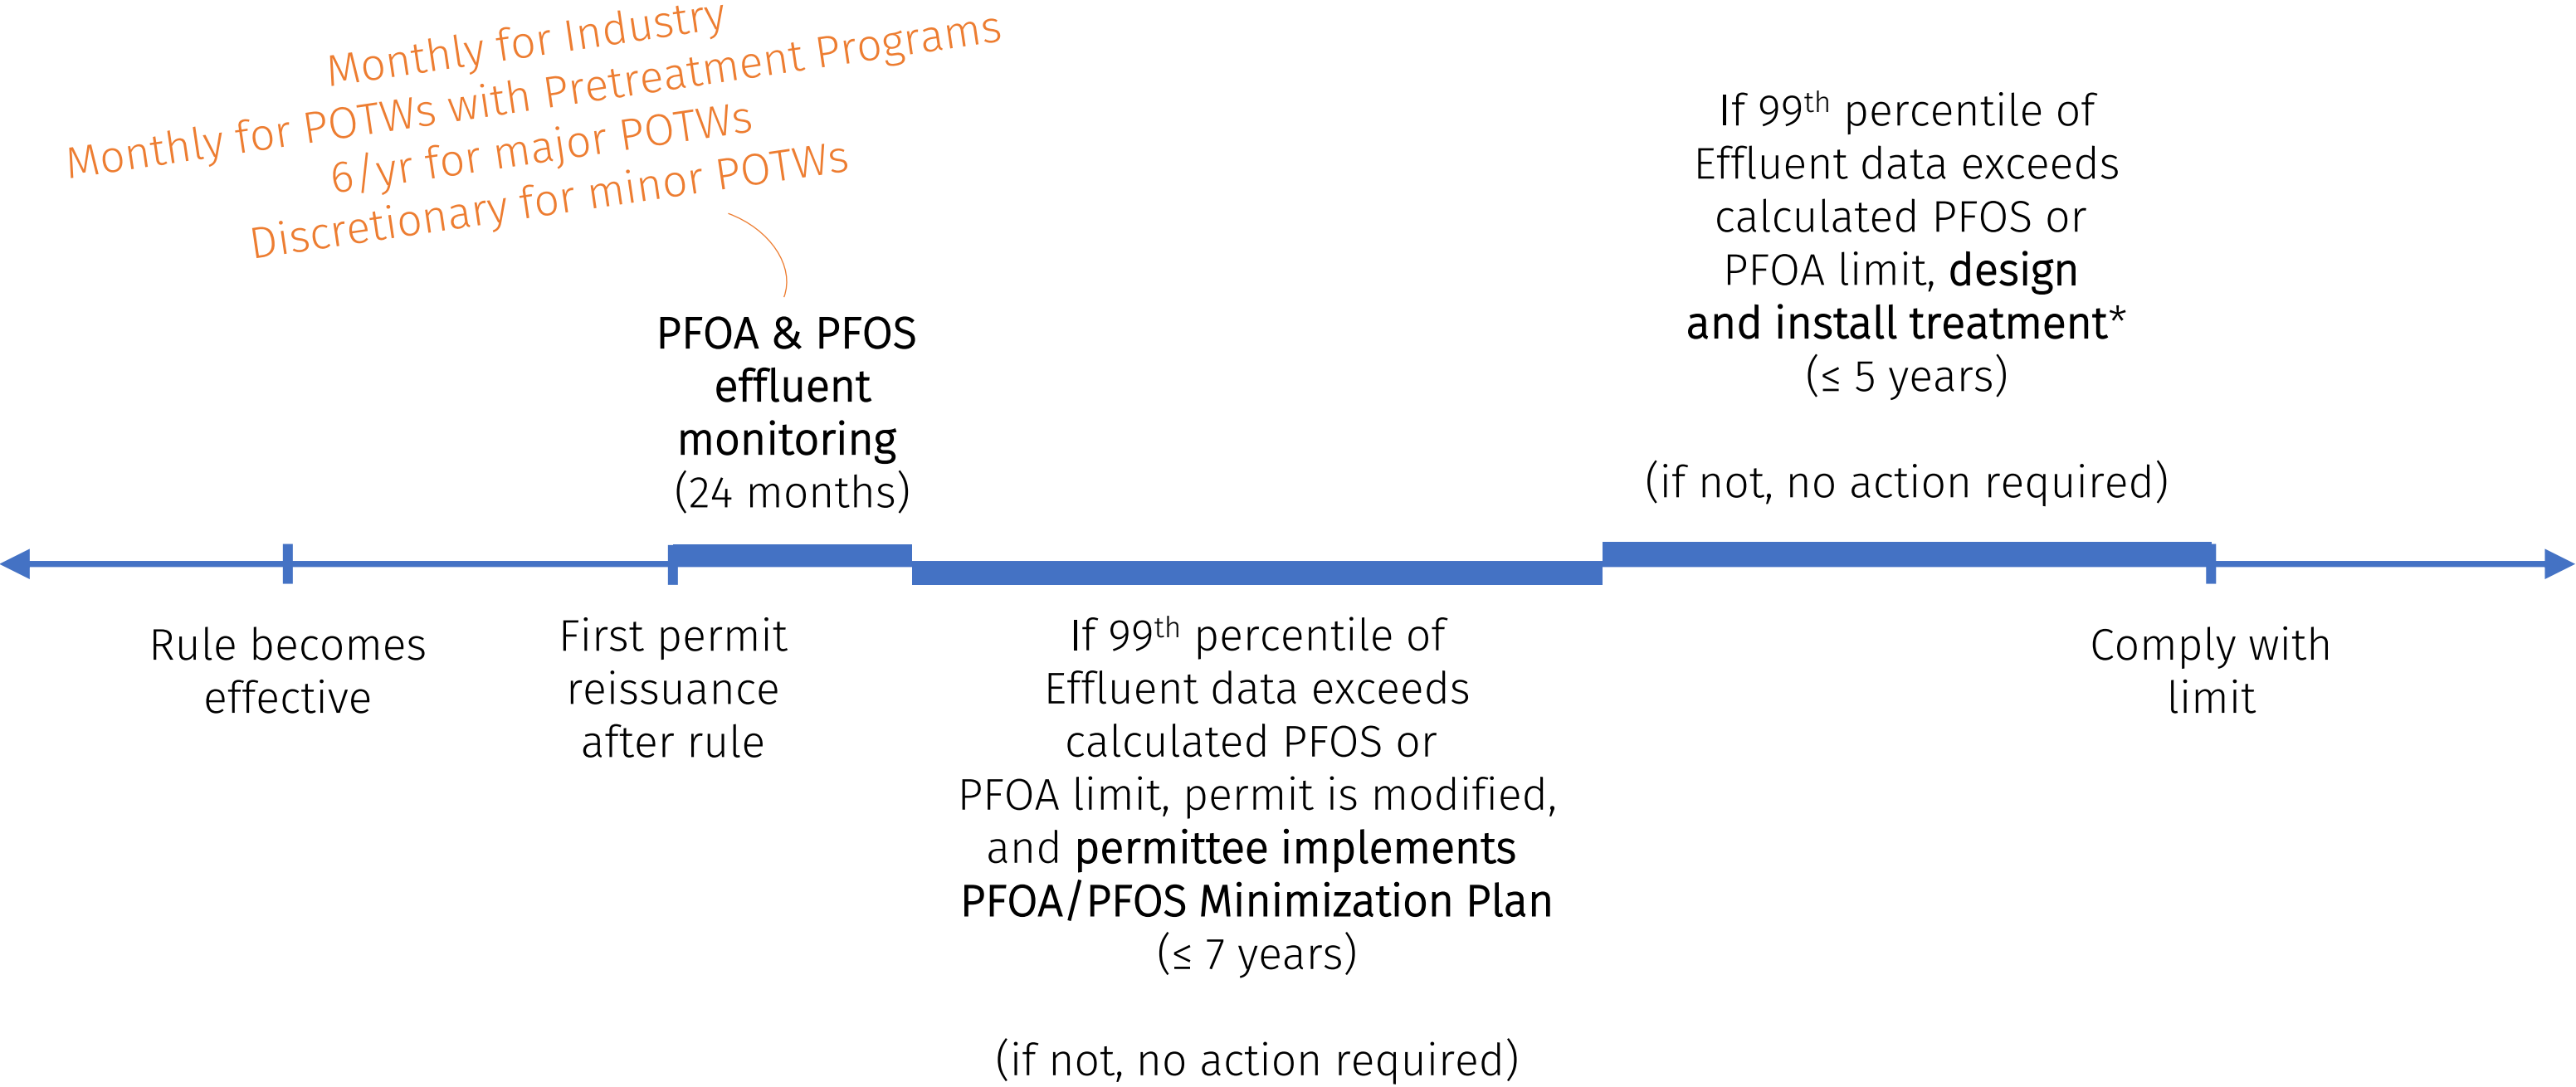 Monthly for Industry
Monthly for POTWs with Pretreatment Programs
6/yr for major POTWs
Discretionary for minor POTWs
PFOA & PFOS
effluent
monitoring
(24 months)
If 99th percentile of
Effluent data exceeds
calculated PFOS or
PFOA limit, design
and install treatment*
(≤ 5 years)
(if not, no action required)
Rule becomes
effective
First permit
reissuance
after rule
If 99th percentile of
Effluent data exceeds
calculated PFOS or
PFOA limit, permit is modified,
and permittee implements
PFOA/PFOS Minimization Plan
(≤ 7 years)
(if not, no action required)
Comply with
limit